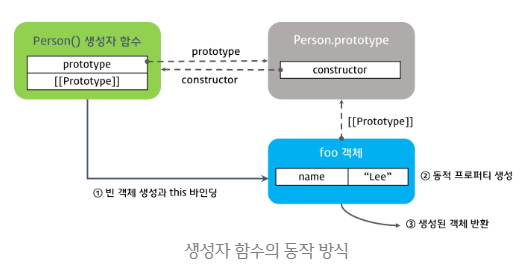 Person() 생성자 함수
prototype
[[Prototype]]
prototype
constructor
Person.prototype
constructor
[[Prototype]]
foo 객체
name
“Lee”
① 빈 객체 생성과 this 바인딩
② 동적 프로퍼티 생성
③ 생성된 객체 반환
생성자 함수의 동작 방식